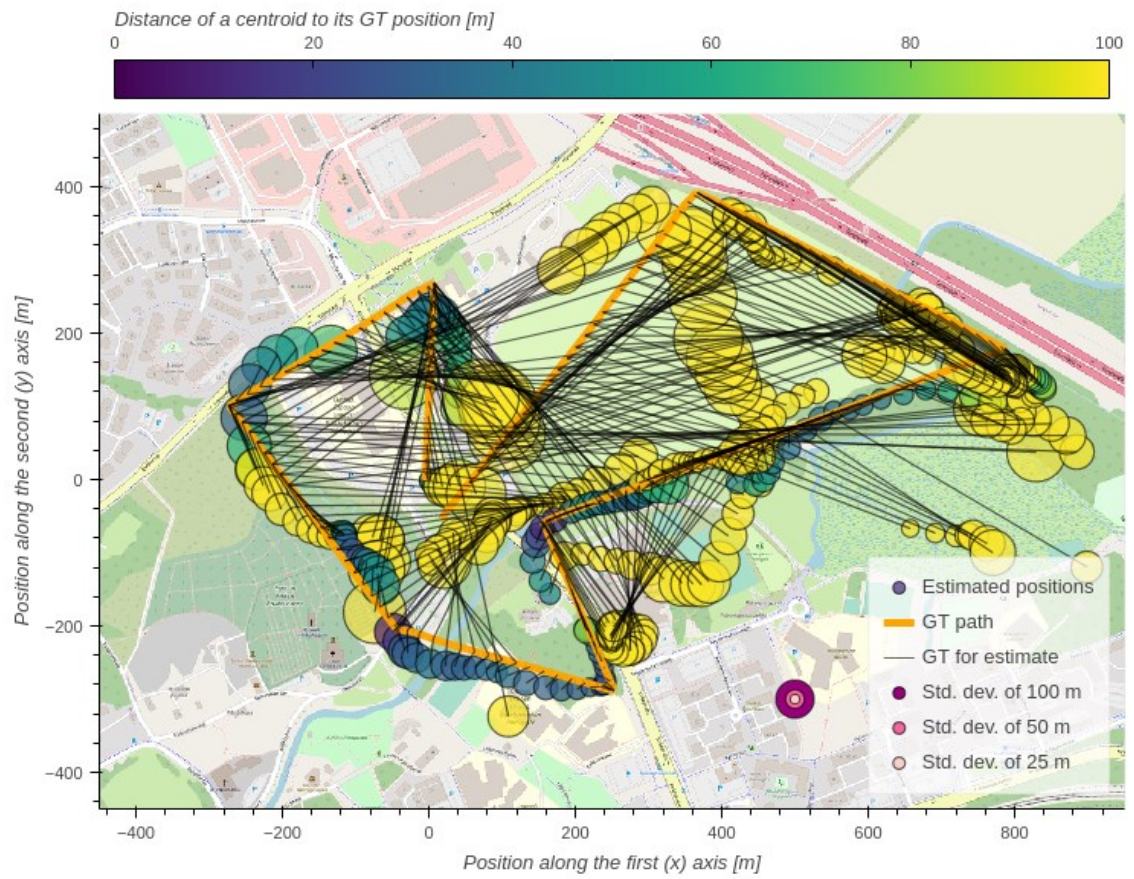 Distance of a centroid to its GT position [m]
0 20 40 60 80 100
400
200
0
−200
−400
Position along the second (y) axis [m]
Estimated positions
GT path
GT for estimate
Std. dev. of 100 m
Std. dev. of 50 m
Std. dev. of 25 m
−400 −200 0 200 400 600 800
Position along the first (x) axis [m]